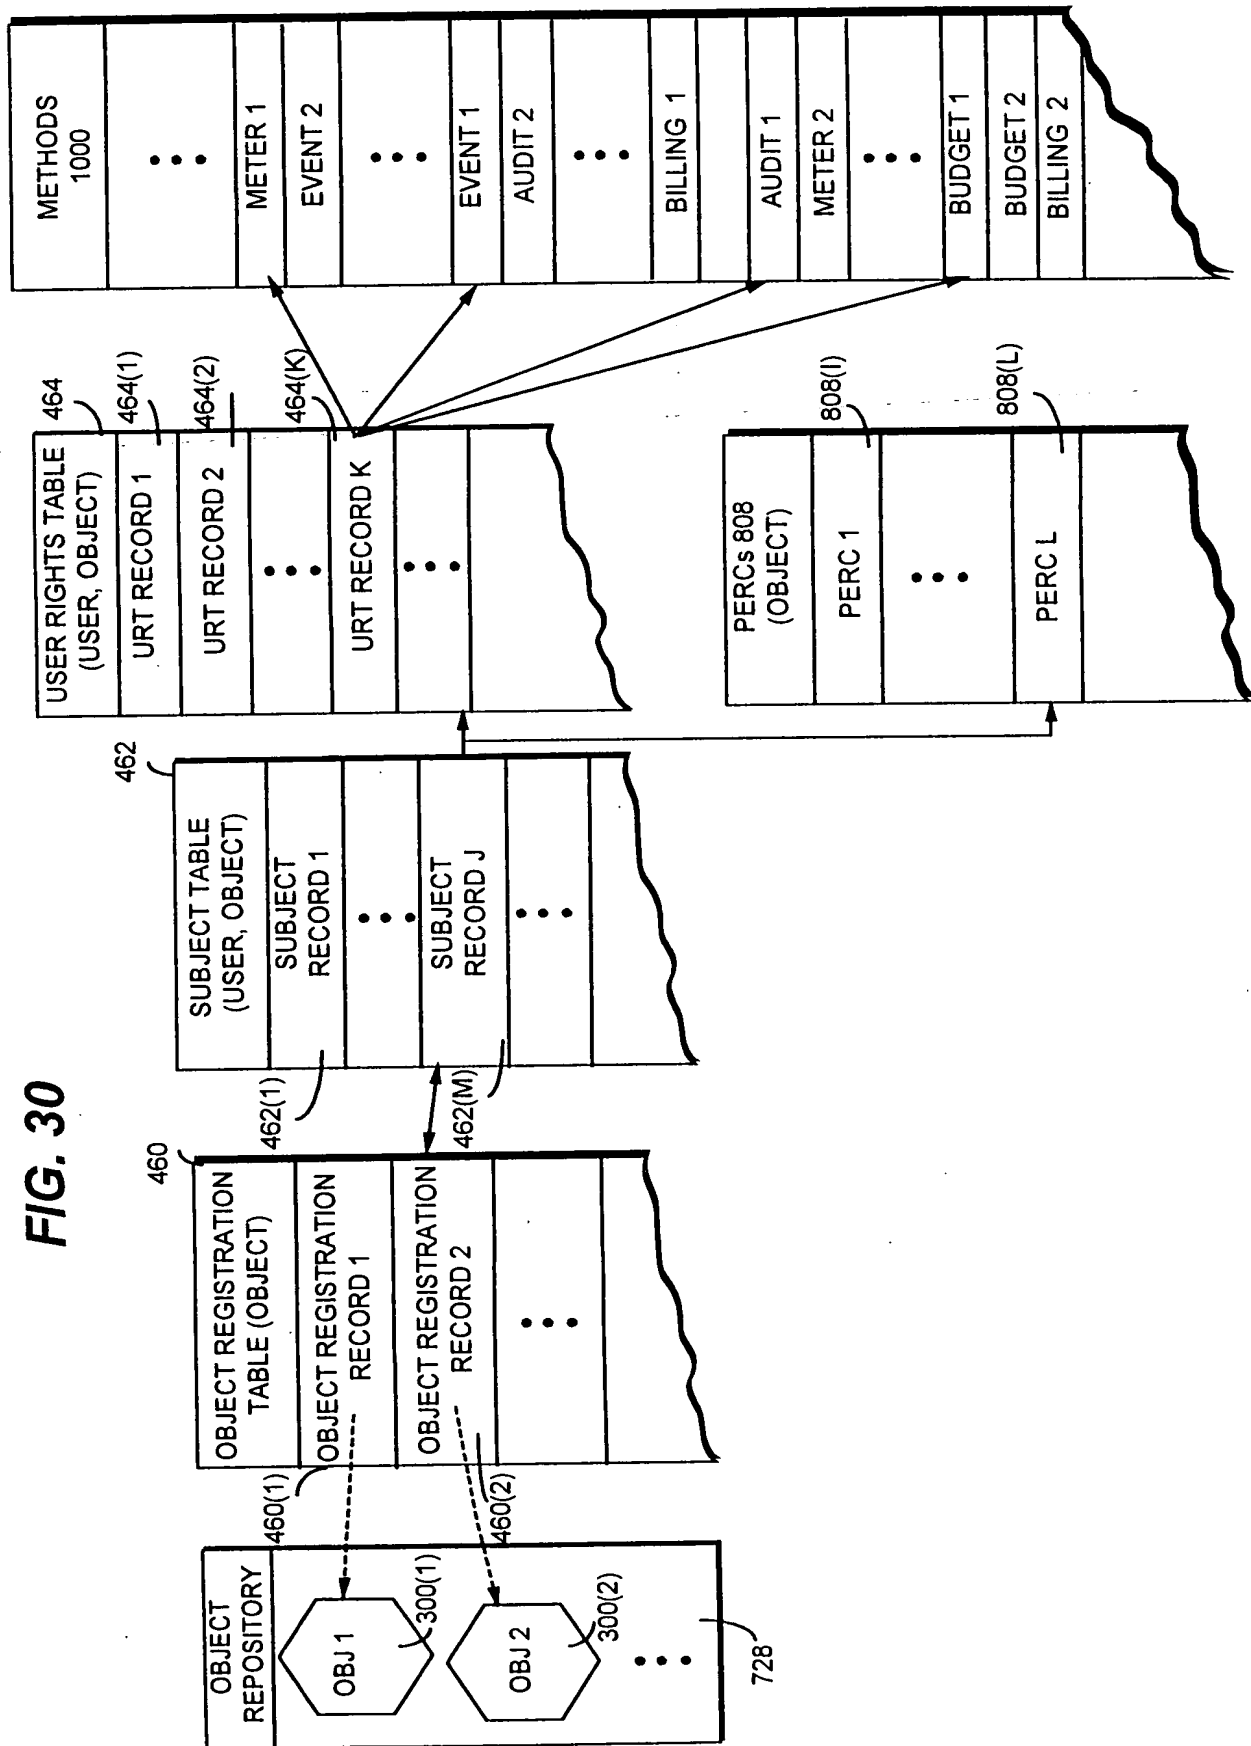 FIG. 30
OBJECT
REPOSITORY
OBJ 1
300(1)
OBJ 2
300(2)
728
460
OBJECT REGISTRATION
TABLE (OBJECT)
460(1)
OBJECT REGISTRATION
RECORD 1
OBJECT REGISTRATION
RECORD 2
460(2)
462
SUBJECT TABLE
(USER, OBJECT)
462(1)
SUBJECT
RECORD 1
SUBJECT
RECORD J
462(M)
464
USER RIGHTS TABLE
(USER, OBJECT)
464(1)
URT RECORD 1
464(2)
URT RECORD 2
464(K)
URT RECORD K
PERCs 808
(OBJECT)
808(I)
PERC 1
808(L)
PERC L
METHODS
1000
METER 1
EVENT 2
EVENT 1
AUDIT 2
BILLING 1
AUDIT 1
METER 2
BUDGET 1
BUDGET 2
BILLING 2